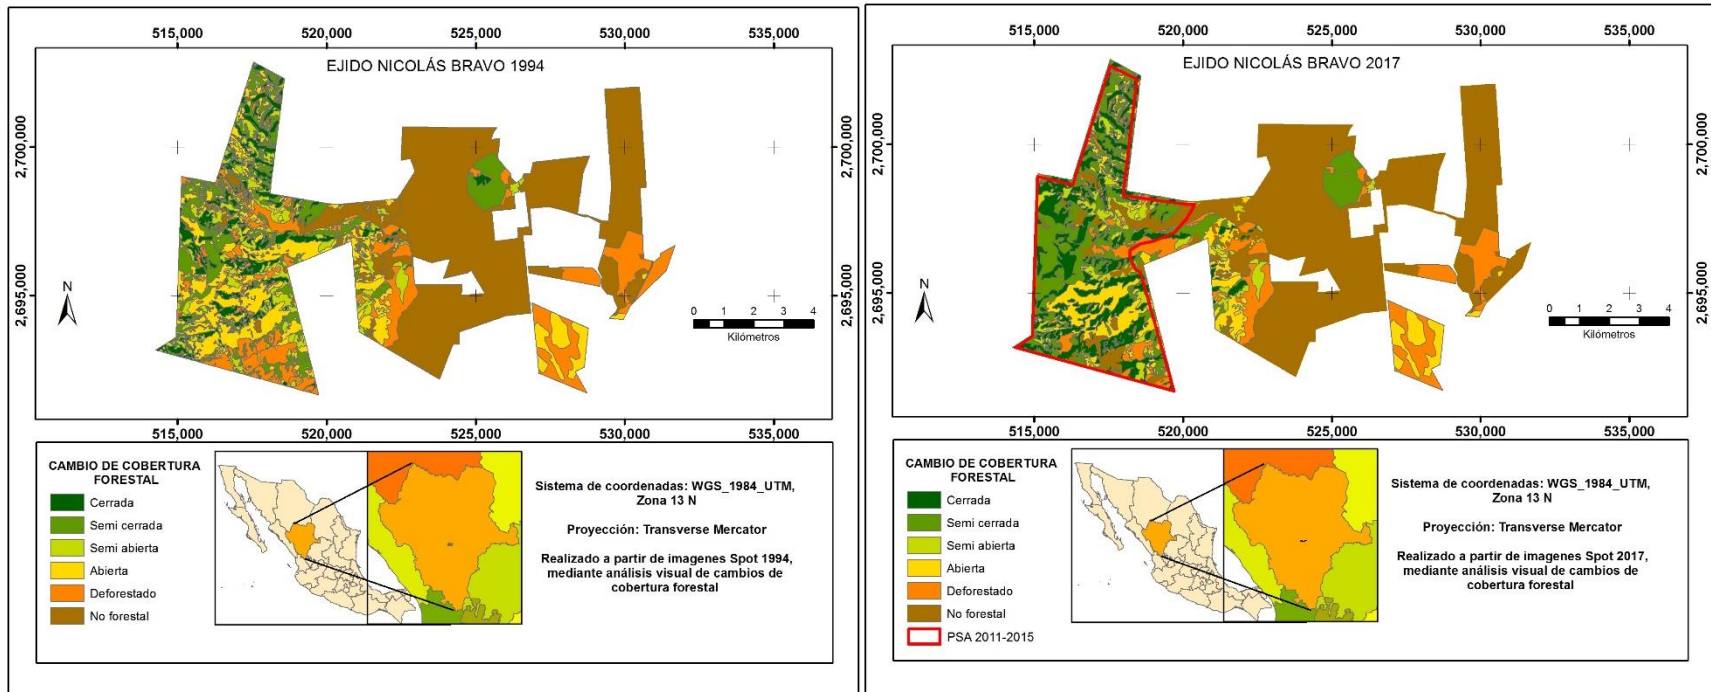 515,000 520,000 525,000 530,000 535,000
EJIDO NICOLÁS BRAVO 1994
2,700,000
2,700,000
2,695,000
2,695,000
N
0 1 2 3 4
Kilómetros
515,000 520,000 525,000 530,000 535,000
CAMBIO DE COBERTURA
FORESTAL
Cerrada
Semi cerrada
Semi abierta
Abierta
Deforestado
No forestal
Sistema de coordenadas: WGS_1984_UTM,
Zona 13 N
Proyección: Transverse Mercator
Realizado a partir de imagenes Spot 1994,
mediante análisis visual de cambios de
cobertura forestal
515,000 520,000 525,000 530,000 535,000
EJIDO NICOLÁS BRAVO 2017
2,700,000
2,700,000
2,695,000
2,695,000
N
0 1 2 3 4
Kilómetros
515,000 520,000 525,000 530,000 535,000
CAMBIO DE COBERTURA
FORESTAL
Cerrada
Semi cerrada
Semi abierta
Abierta
Deforestado
No forestal
PSA 2011-2015
Sistema de coordenadas: WGS_1984_UTM,
Zona 13 N
Proyección: Transverse Mercator
Realizado a partir de imagenes Spot 2017,
mediante análisis visual de cambios de
cobertura forestal